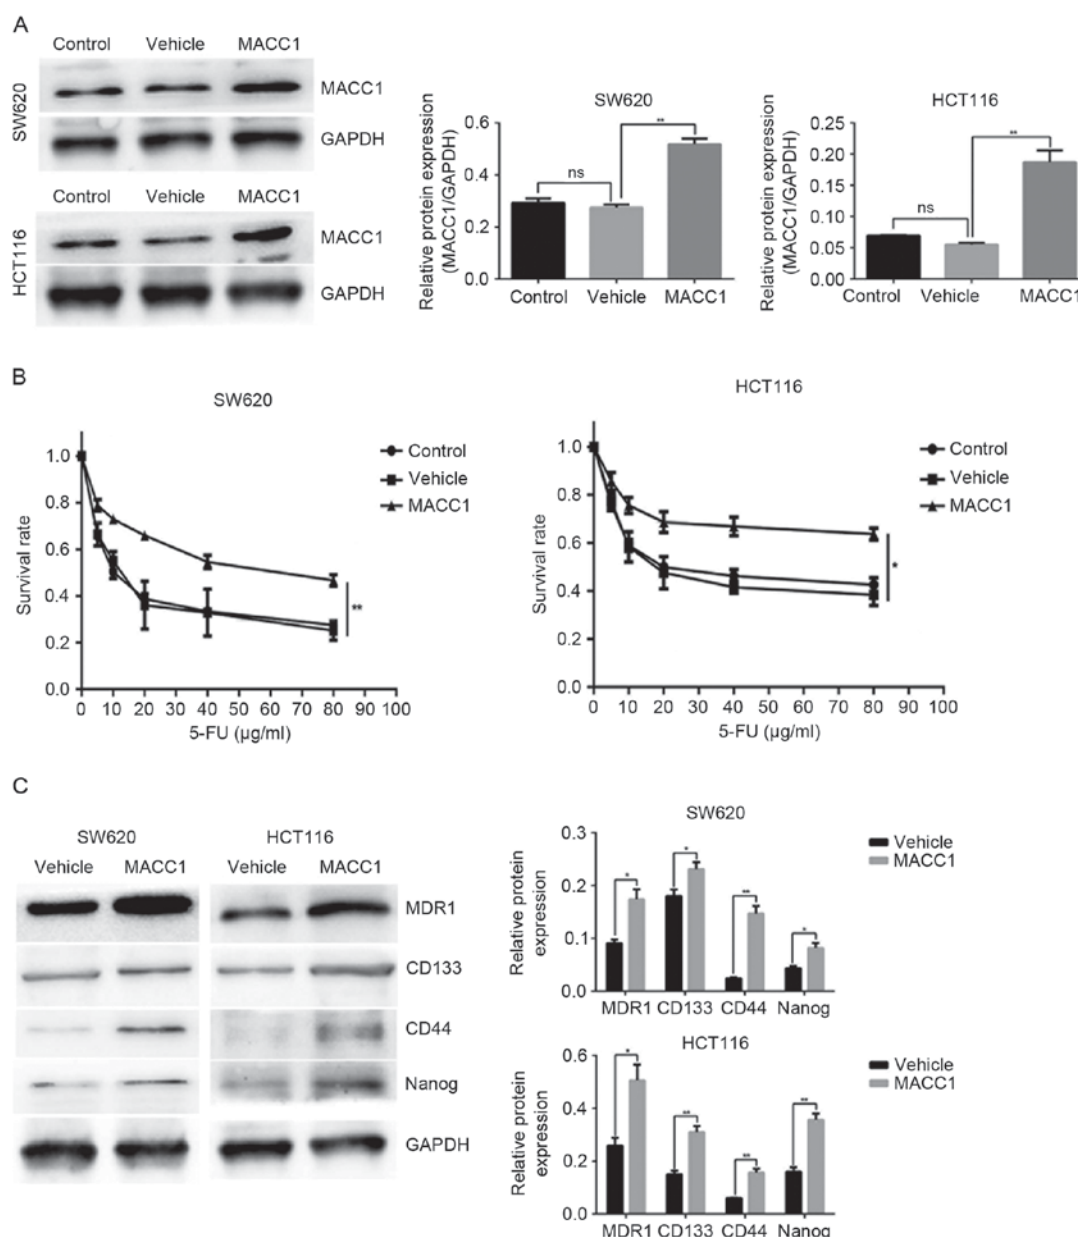 A
Control Vehicle MACC1
SW620
MACC1
GAPDH
Control Vehicle MACC1
HCT116
MACC1
GAPDH
SW620
Relative protein expression
(MACC1/GAPDH)
0.6
0.4
0.2
0.0
ns
**
Control Vehicle MACC1
HCT116
Relative protein expression
(MACC1/GAPDH)
0.25
0.20
0.15
0.10
0.05
0.00
ns
**
Control Vehicle MACC1
B
SW620
Survival rate
1.0
0.8
0.6
0.4
0.2
0.0
0 10 20 30 40 50 60 70 80 90 100
5-FU (µg/ml)
Control
Vehicle
MACC1
**
HCT116
Survival rate
1.0
0.8
0.6
0.4
0.2
0.0
0 10 20 30 40 50 60 70 80 90 100
5-FU (µg/ml)
Control
Vehicle
MACC1
*
C
SW620 HCT116
Vehicle MACC1 Vehicle MACC1
MDR1
CD133
CD44
Nanog
GAPDH
SW620
Relative protein
expression
0.3
0.2
0.1
0.0
* * ** *
MDR1 CD133 CD44 Nanog
Vehicle
MACC1
HCT116
Relative protein
expression
0.6
0.4
0.2
0.0
* ** ** **
MDR1 CD133 CD44 Nanog
Vehicle
MACC1